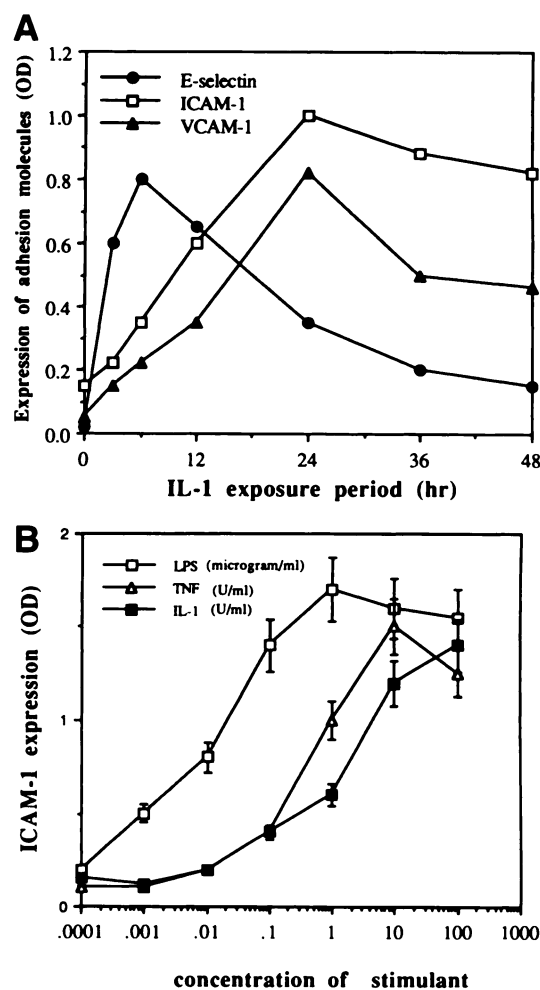 A
Expression of adhesion molecules (OD)
1.2
1.0
0.8
0.6
0.4
0.2
0.0
E-selectin
ICAM-1
VCAM-1
0 12 24 36 48
IL-1 exposure period (hr)
B
ICAM-1 expression (OD)
2
1
0
LPS (microgram/ml)
TNF (U/ml)
IL-1 (U/ml)
.0001 .001 .01 .1 1 10 100 1000
concentration of stimulant